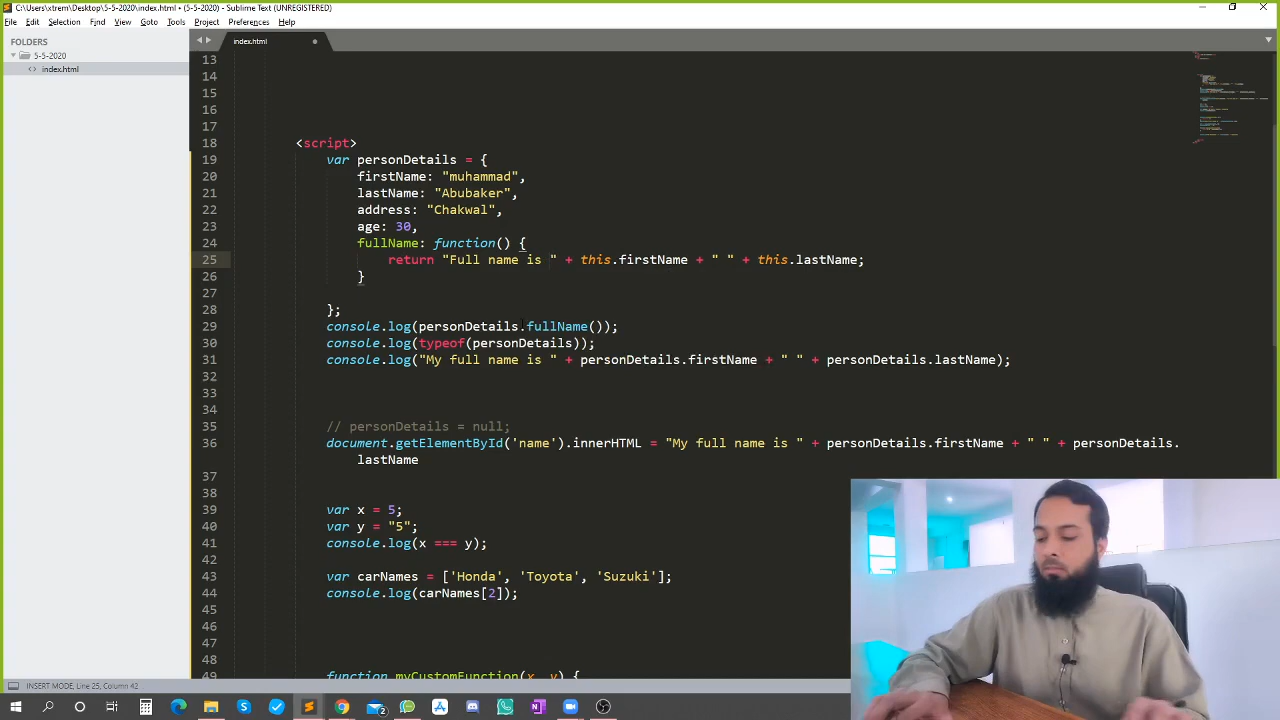 C:\Users\xtrem\Desktop\5-5-2020\index.html • (5-5-2020) - Sublime Text (UNREGISTERED)
File Edit Selection Find View Goto Tools Project Preferences Help
FOLDERS
5-5-2020
index.html
index.html
13
14
15
16
17
18 <script>
19 var personDetails = {
20 firstName: "muhammad",
21 lastName: "Abubaker",
22 address: "Chakwal",
23 age: 30,
24 fullName: function() {
25 return "Full name is " + this.firstName + " " + this.lastName;
26 }
27
28 };
29 console.log(personDetails.fullName());
30 console.log(typeof(personDetails));
31 console.log("My full name is " + personDetails.firstName + " " + personDetails.lastName);
32
33
34
35 // personDetails = null;
36 document.getElementById('name').innerHTML = "My full name is " + personDetails.firstName + " " + personDetails.
lastName
37
38
39 var x = 5;
40 var y = "5";
41 console.log(x === y);
42
43 var carNames = ['Honda', 'Toyota', 'Suzuki'];
44 console.log(carNames[2]);
45
46
47
48
49 function myCustomFunction(x, y) {
INSERT MODE, Line 25, Column 42